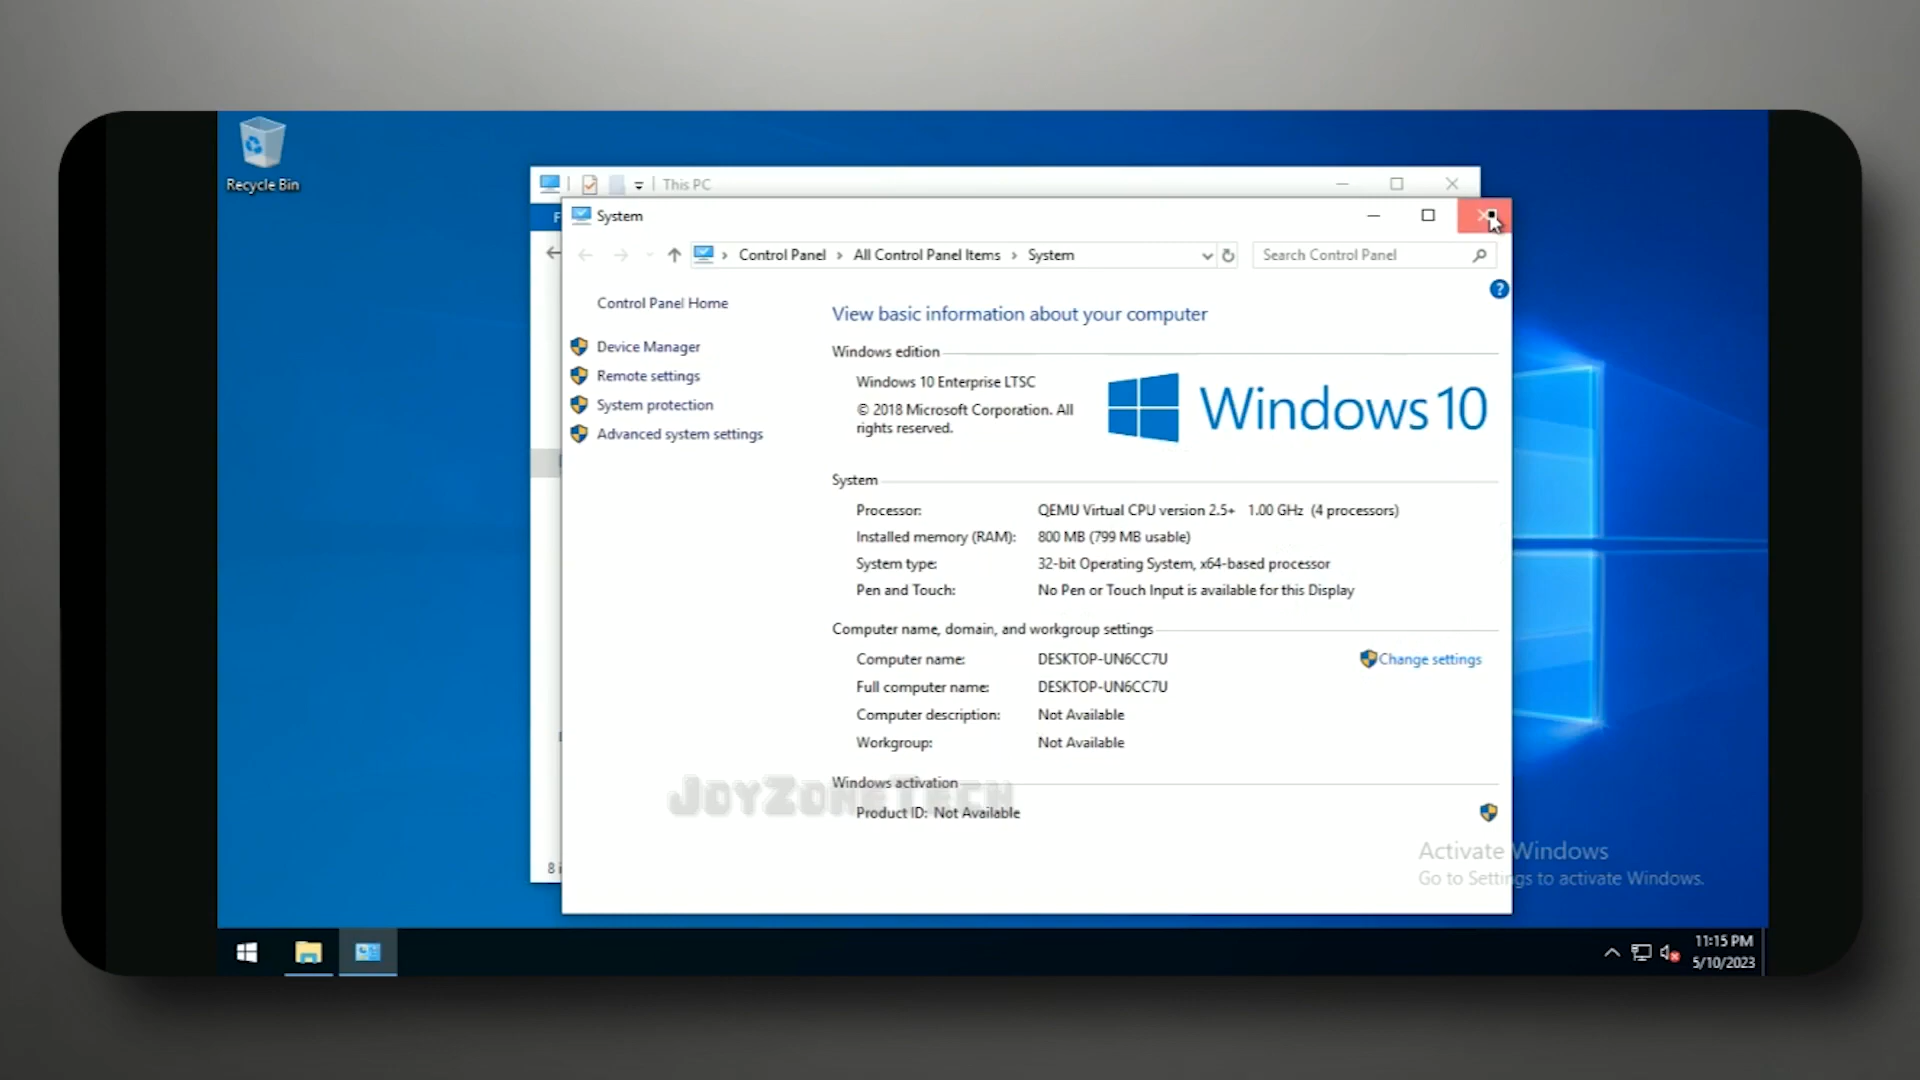 Recycle Bin
This PC
System
Control Panel > All Control Panel Items > System
Search Control Panel
Control Panel Home
Device Manager
Remote settings
System protection
Advanced system settings
View basic information about your computer
Windows edition
Windows 10 Enterprise LTSC
© 2018 Microsoft Corporation. All
rights reserved.
Windows 10
System
Processor: QEMU Virtual CPU version 2.5+ 1.00 GHz (4 processors)
Installed memory (RAM): 800 MB (799 MB usable)
System type: 32-bit Operating System, x64-based processor
Pen and Touch: No Pen or Touch Input is available for this Display
Computer name, domain, and workgroup settings
Computer name: DESKTOP-UN6CC7U
Change settings
Full computer name: DESKTOP-UN6CC7U
Computer description: Not Available
Workgroup: Not Available
Windows activation
JoyZoneTech
Product ID: Not Available
Activate Windows
Go to Settings to activate Windows.
11:15 PM
5/10/2023